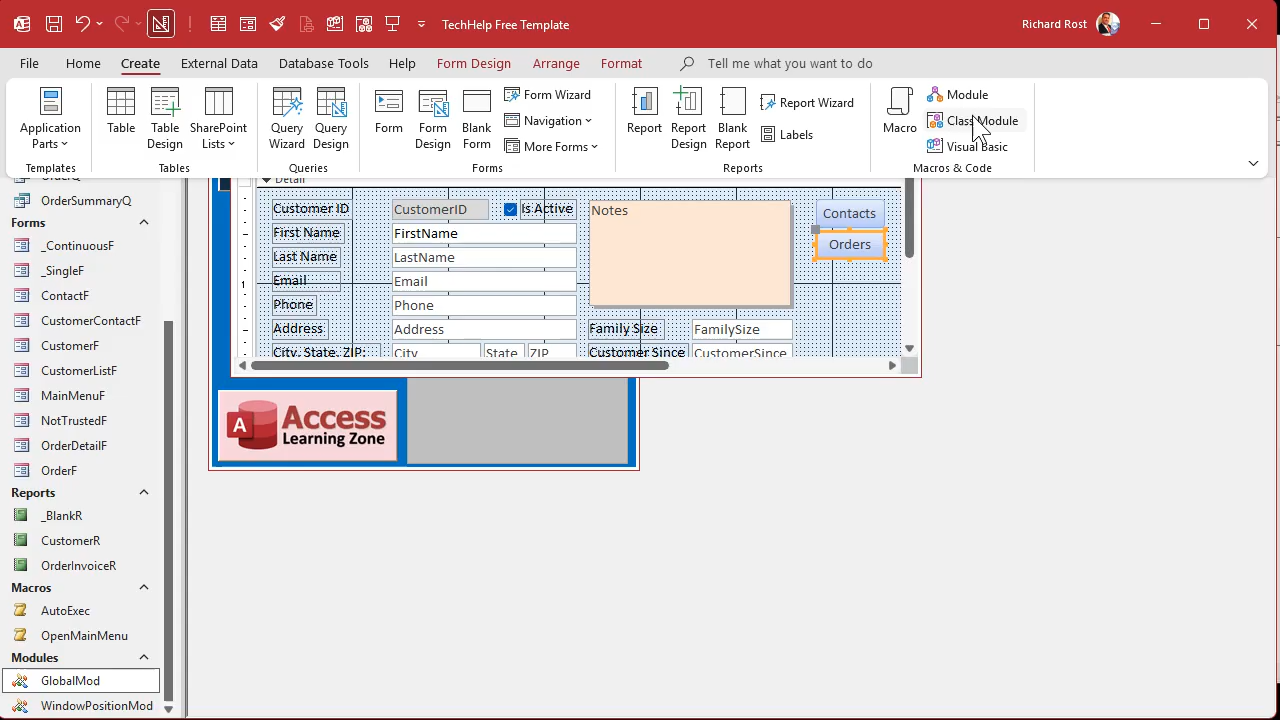 TechHelp Free Template
Richard Rost
File Home Create External Data Database Tools Help Form Design Arrange Format Tell me what you want to do
Application Parts
Templates
Table
Table Design
SharePoint Lists
Tables
Query Wizard
Query Design
Queries
Form
Form Design
Blank Form
Form Wizard
Navigation
More Forms
Forms
Report
Report Design
Blank Report
Report Wizard
Labels
Reports
Macro
Module
Class Module
Visual Basic
Macros & Code
OrderQ
OrderSummaryQ
Forms
_ContinuousF
_SingleF
ContactF
CustomerContactF
CustomerF
CustomerListF
MainMenuF
NotTrustedF
OrderDetailF
OrderF
Reports
_BlankR
CustomerR
OrderInvoiceR
Macros
AutoExec
OpenMainMenu
Modules
GlobalMod
WindowPositionMod
Detail
Customer ID CustomerID Is Active Notes Contacts
First Name FirstName Orders
Last Name LastName
1
Email Email
Phone Phone
Address Address Family Size FamilySize
City, State, ZIP: City State ZIP Customer Since CustomerSince
A Access
Learning Zone